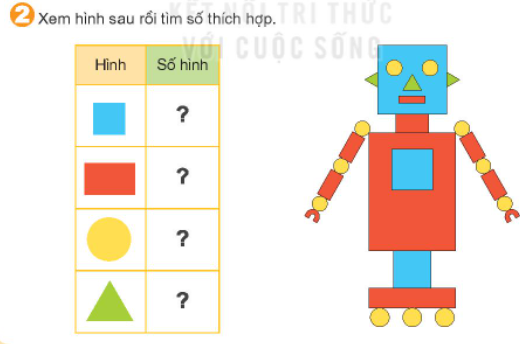 KẾT NỐI TRI THỨC
VỚI CUỘC SỐNG
2 Xem hình sau rồi tìm số thích hợp.
Hình Số hình
?
?
?
?